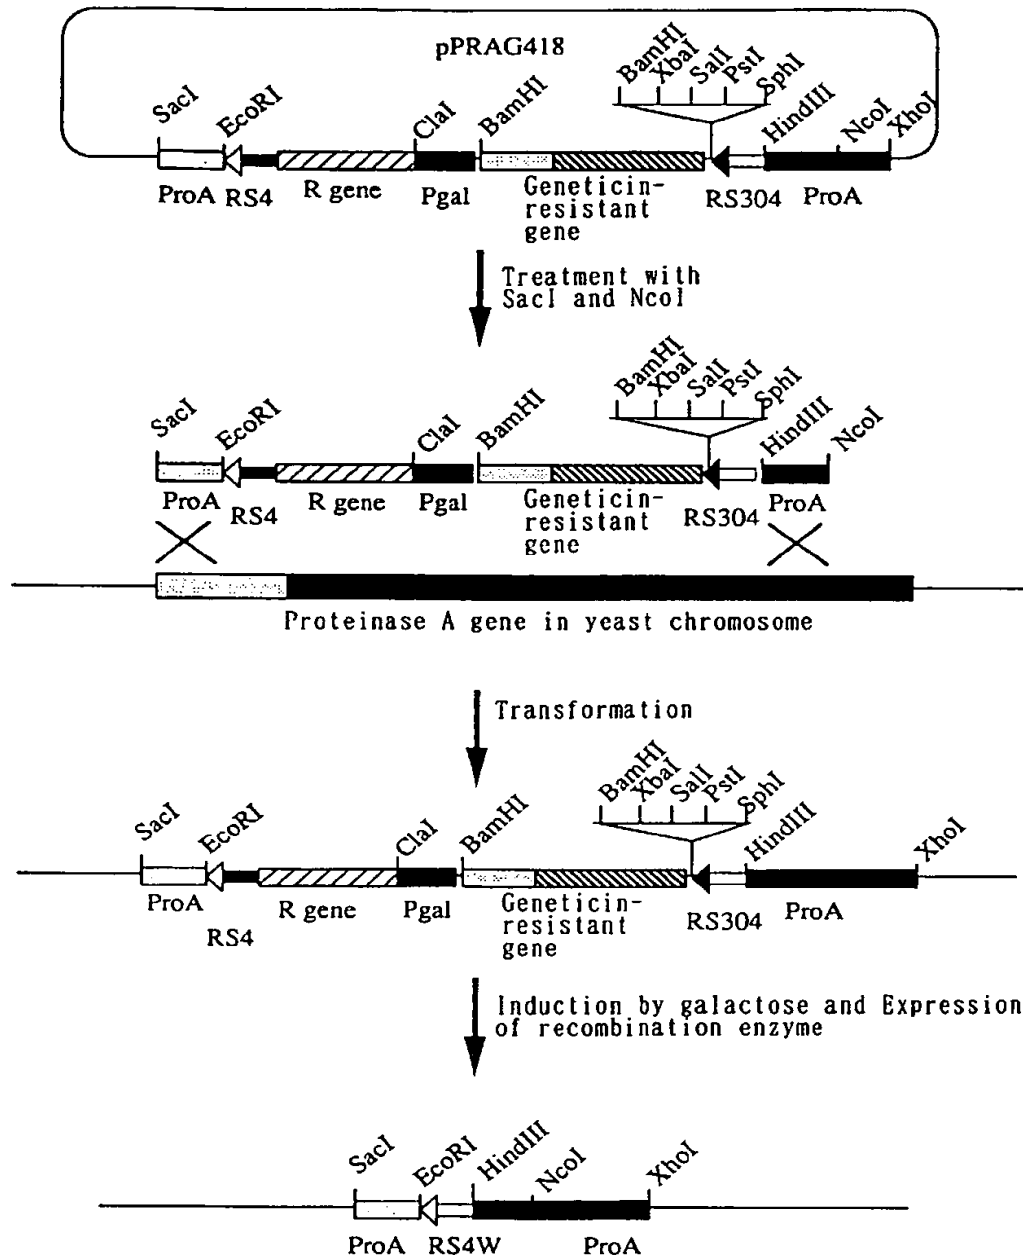 pPRAG418
BamHI XbaI SalI PstI SphI
SacI EcoRI ClaI BamHI HindIII NcoI XhoI
ProA RS4 R gene Pgal Geneticin-
resistant
gene
RS304 ProA
Treatment with
SacI and NcoI
BamHI XbaI SalI PstI SphI
SacI EcoRI ClaI BamHI HindIII NcoI
ProA RS4 R gene Pgal Geneticin-
resistant
gene
RS304 ProA
Proteinase A gene in yeast chromosome
Transformation
BamHI XbaI SalI PstI SphI
SacI EcoRI ClaI BamHI HindIII XhoI
ProA RS4 R gene Pgal Geneticin-
resistant
gene
RS304 ProA
Induction by galactose and Expression
of recombination enzyme
SacI EcoRI HindIII NcoI XhoI
ProA RS4W ProA